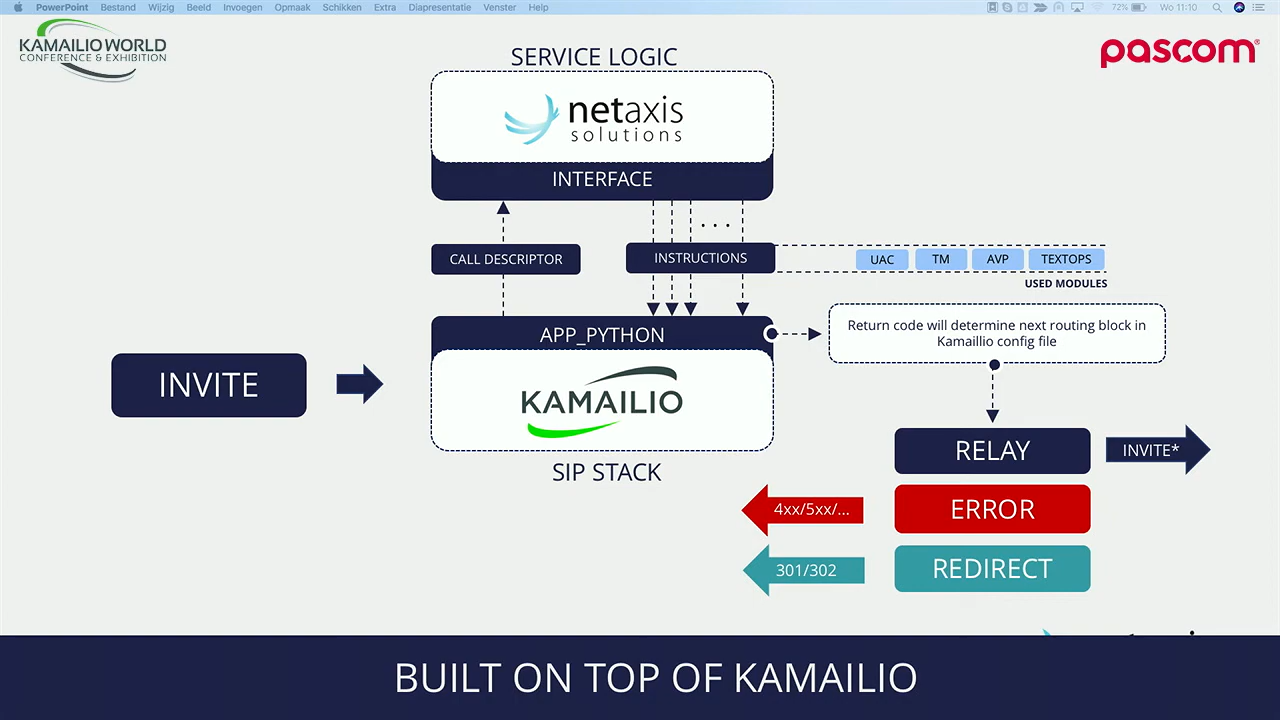 PowerPoint Bestand Wijzig Beeld Invoegen Opmaak Schikken Extra Diapresentatie Venster Help 72% Wo 11:10
KAMAILIO WORLD
CONFERENCE & EXHIBITION
pascom®
SERVICE LOGIC
netaxis
solutions
INTERFACE
...
CALL DESCRIPTOR
INSTRUCTIONS
UAC TM AVP TEXTOPS
USED MODULES
APP_PYTHON
Return code will determine next routing block in
Kamaillio config file
INVITE
KAMAILIO
SIP STACK
RELAY
INVITE*
4xx/5xx/...
ERROR
301/302
REDIRECT
BUILT ON TOP OF KAMAILIO